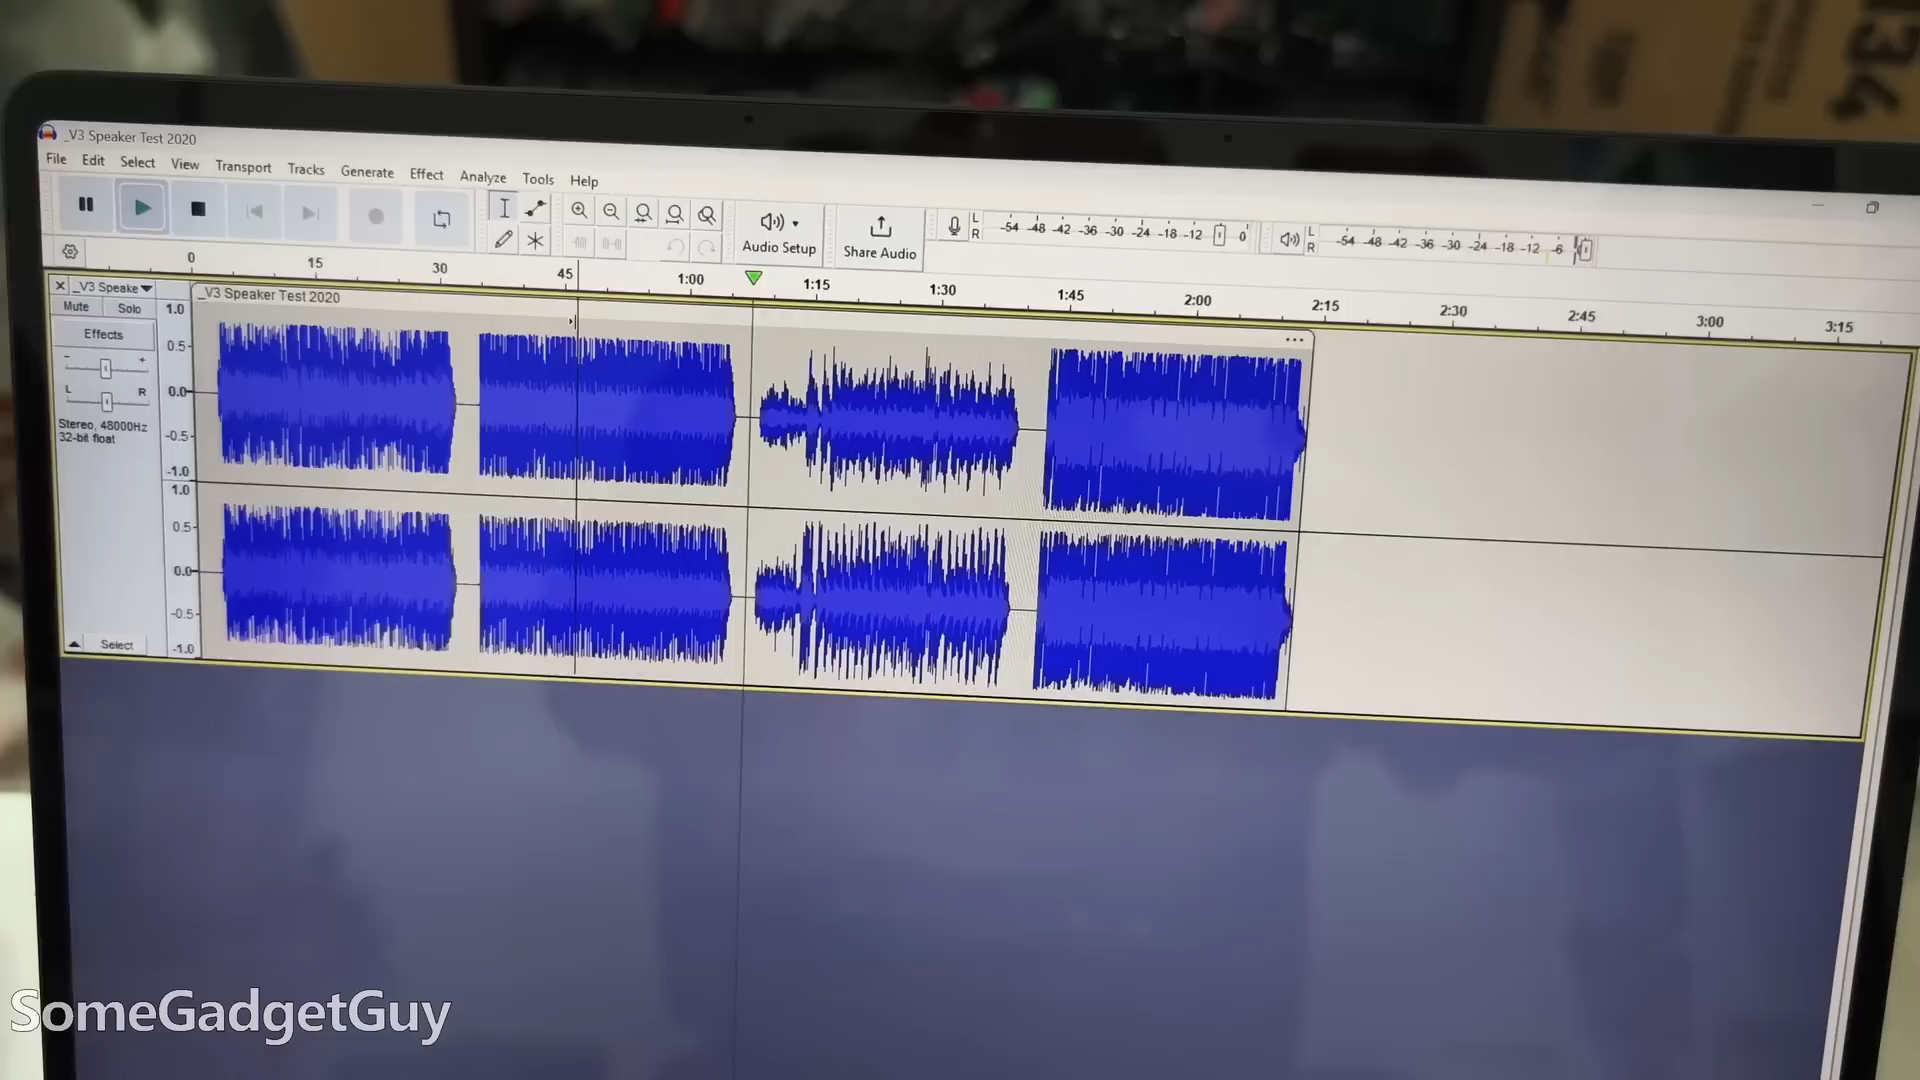 _V3 Speaker Test 2020
File Edit Select View Transport Tracks Generate Effect Analyze Tools Help
Audio Setup
Share Audio
L
R
-54 -48 -42 -36 -30 -24 -18 -12 0
L
R
-54 -48 -42 -36 -30 -24 -18 -12 -6
0 15 30 45 1:00 1:15 1:30 1:45 2:00 2:15 2:30 2:45 3:00 3:15
_V3 Speake
Mute Solo
Effects
- +
L R
Stereo, 48000Hz
32-bit float
Select
_V3 Speaker Test 2020
1.0
0.5
0.0
-0.5
-1.0
1.0
0.5
0.0
-0.5
-1.0
34
SomeGadgetGuy